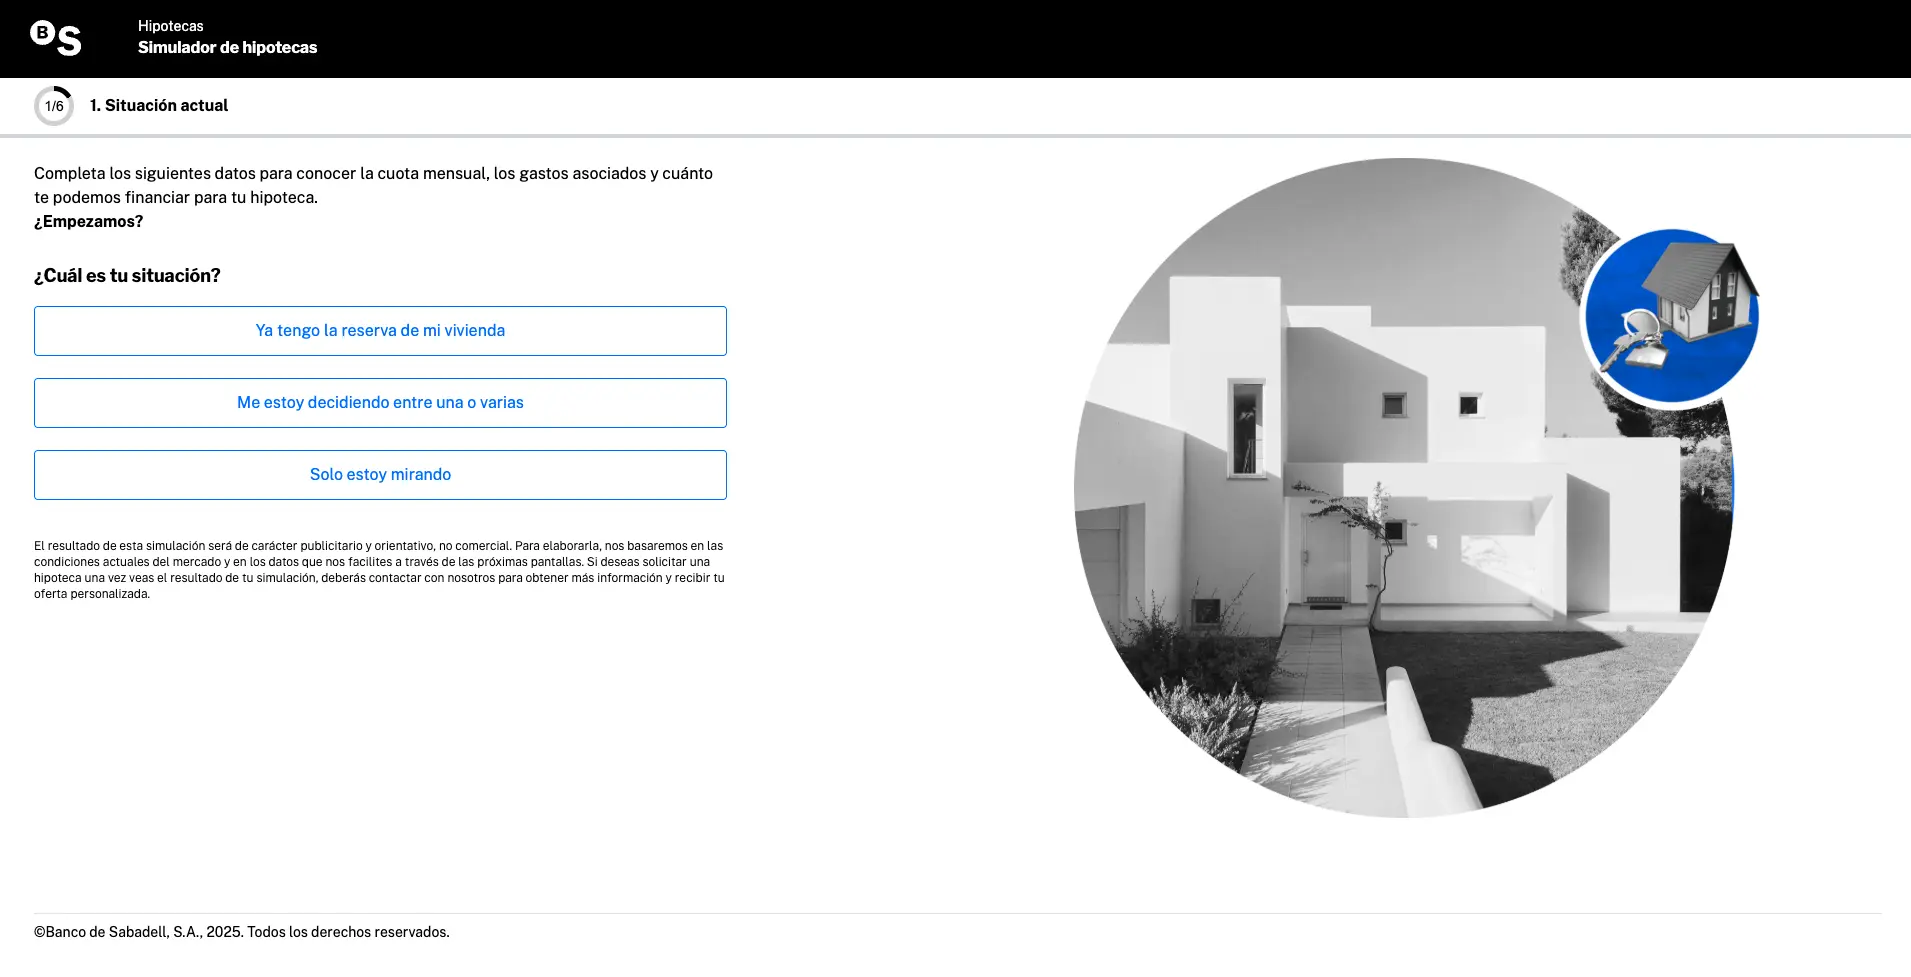 BS
Hipotecas
Simulador de hipotecas
1/6
1. Situación actual
Completa los siguientes datos para conocer la cuota mensual, los gastos asociados y cuánto
te podemos financiar para tu hipoteca.
¿Empezamos?
¿Cuál es tu situación?
Ya tengo la reserva de mi vivienda
Me estoy decidiendo entre una o varias
Solo estoy mirando
El resultado de esta simulación será de carácter publicitario y orientativo, no comercial. Para elaborarla, nos basaremos en las
condiciones actuales del mercado y en los datos que nos facilites a través de las próximas pantallas. Si deseas solicitar una
hipoteca una vez veas el resultado de tu simulación, deberás contactar con nosotros para obtener más información y recibir tu
oferta personalizada.
©Banco de Sabadell, S.A., 2025. Todos los derechos reservados.